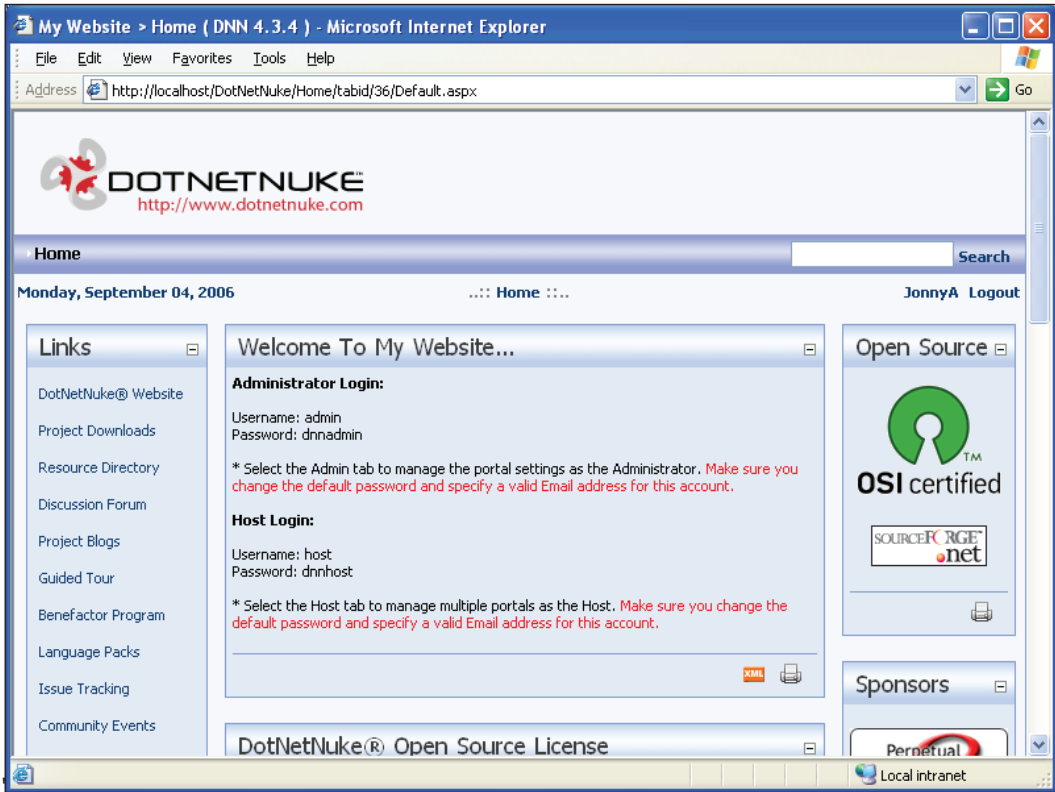 My Website > Home ( DNN 4.3.4 ) - Microsoft Internet Explorer
File Edit View Favorites Tools Help
Address http://localhost/DotNetNuke/Home/tabid/36/Default.aspx Go
DOTNETNUKE
http://www.dotnetnuke.com
Home Search
Monday, September 04, 2006 ..:: Home ::.. JonnyA Logout
Links
DotNetNuke® Website
Project Downloads
Resource Directory
Discussion Forum
Project Blogs
Guided Tour
Benefactor Program
Language Packs
Issue Tracking
Community Events
Welcome To My Website...
Administrator Login:
Username: admin
Password: dnnadmin
* Select the Admin tab to manage the portal settings as the Administrator. Make sure you
change the default password and specify a valid Email address for this account.
Host Login:
Username: host
Password: dnnhost
* Select the Host tab to manage multiple portals as the Host. Make sure you change the
default password and specify a valid Email address for this account.
XML
DotNetNuke® Open Source License
Open Source
TM
OSI certified
SOURCEFORGE™
.net
Sponsors
Perpetual
Local intranet